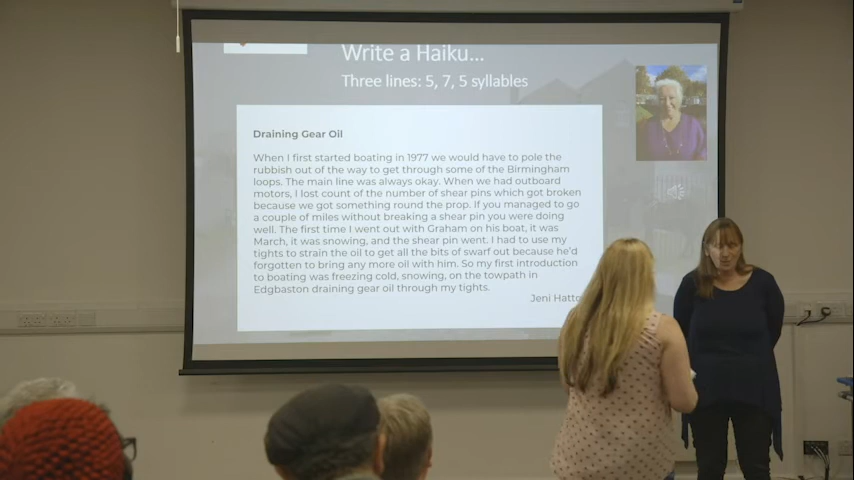 Write a Haiku...
Three lines: 5, 7, 5 syllables
Draining Gear Oil
When I first started boating in 1977 we would have to pole the
rubbish out of the way to get through some of the Birmingham
loops. The main line was always okay. When we had outboard
motors, I lost count of the number of shear pins which got broken
because we got something round the prop. If you managed to go
a couple of miles without breaking a shear pin you were doing
well. The first time I went out with Graham on his boat, it was
March, it was snowing, and the shear pin went. I had to use my
tights to strain the oil to get all the bits of swarf out because he'd
forgotten to bring any more oil with him. So my first introduction
to boating was freezing cold, snowing, on the towpath in
Edgbaston draining gear oil through my tights.
Jeni Hatto